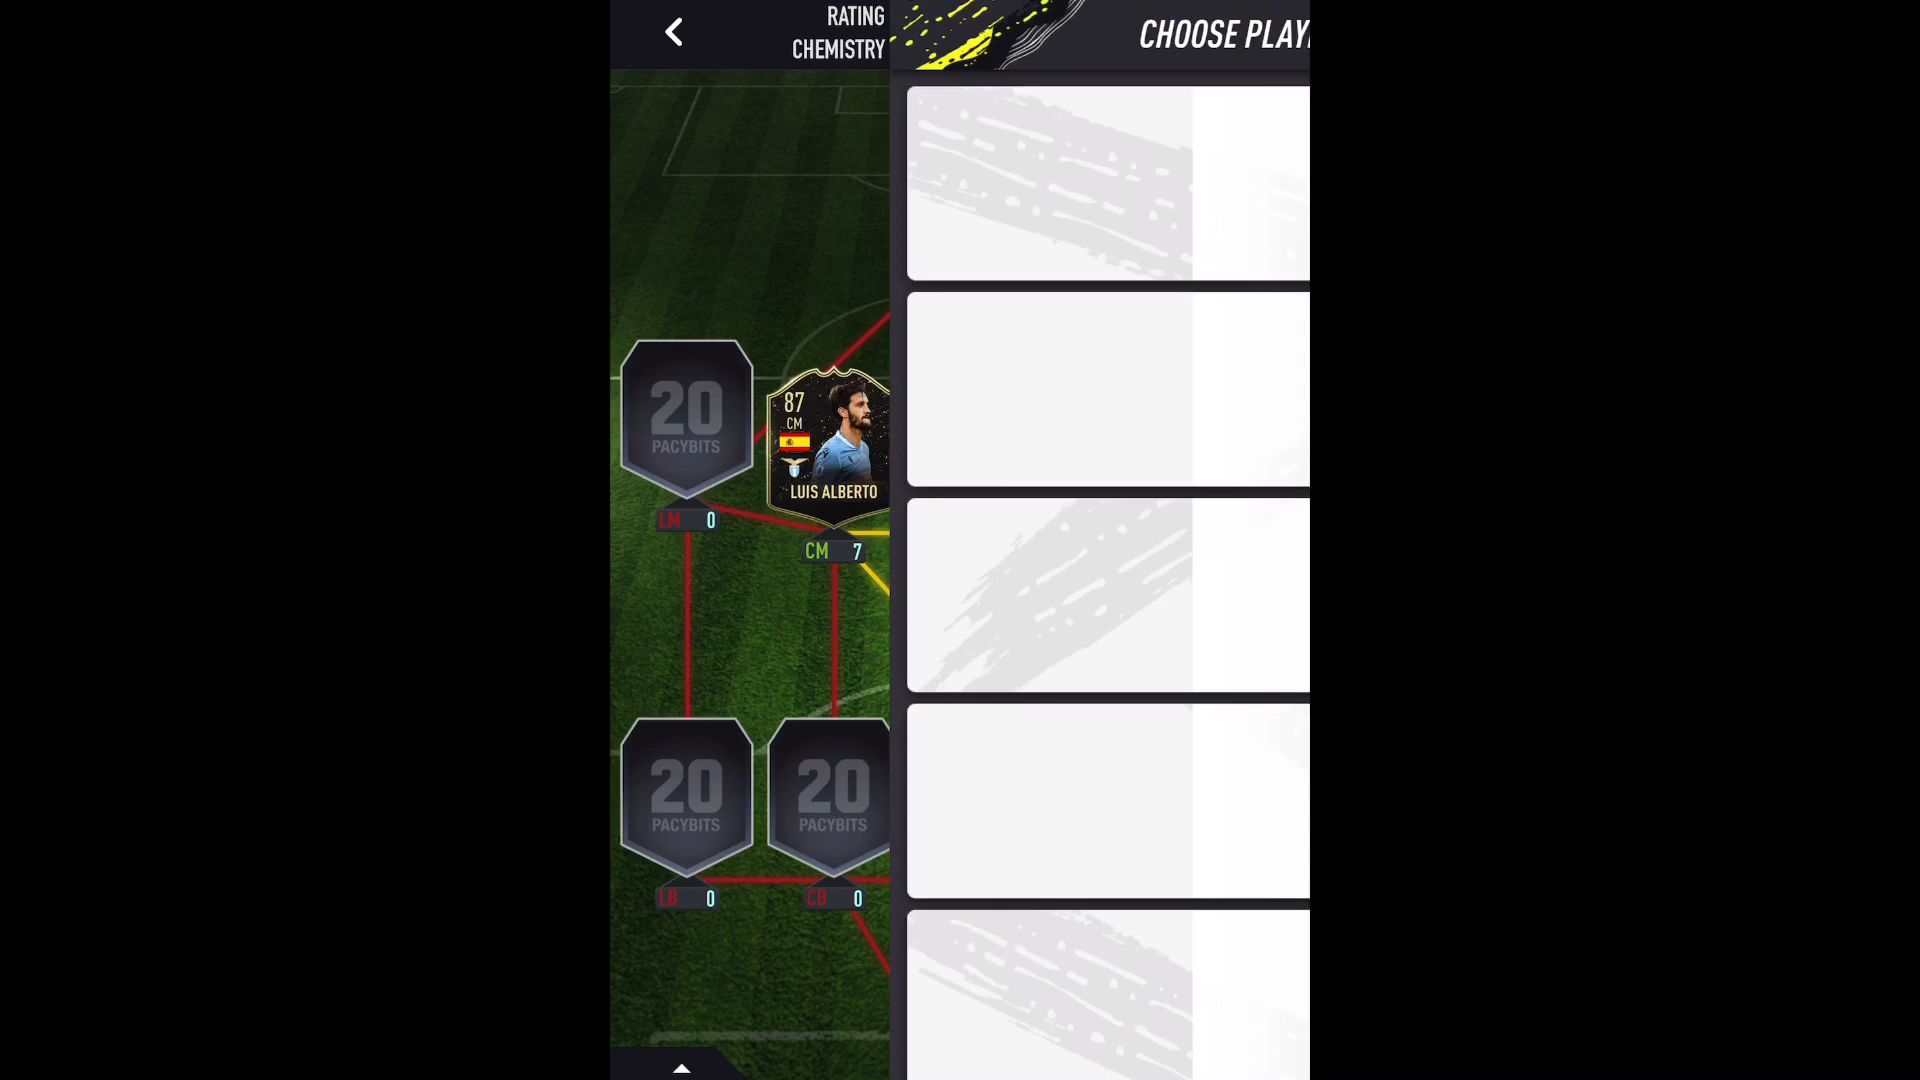 RATING
CHEMISTRY
CHOOSE PLAY
20
PACYBITS
LM 0
87
CM
LUIS ALBERTO
CM 7
20
PACYBITS
LB 0
20
PACYBITS
CB 0